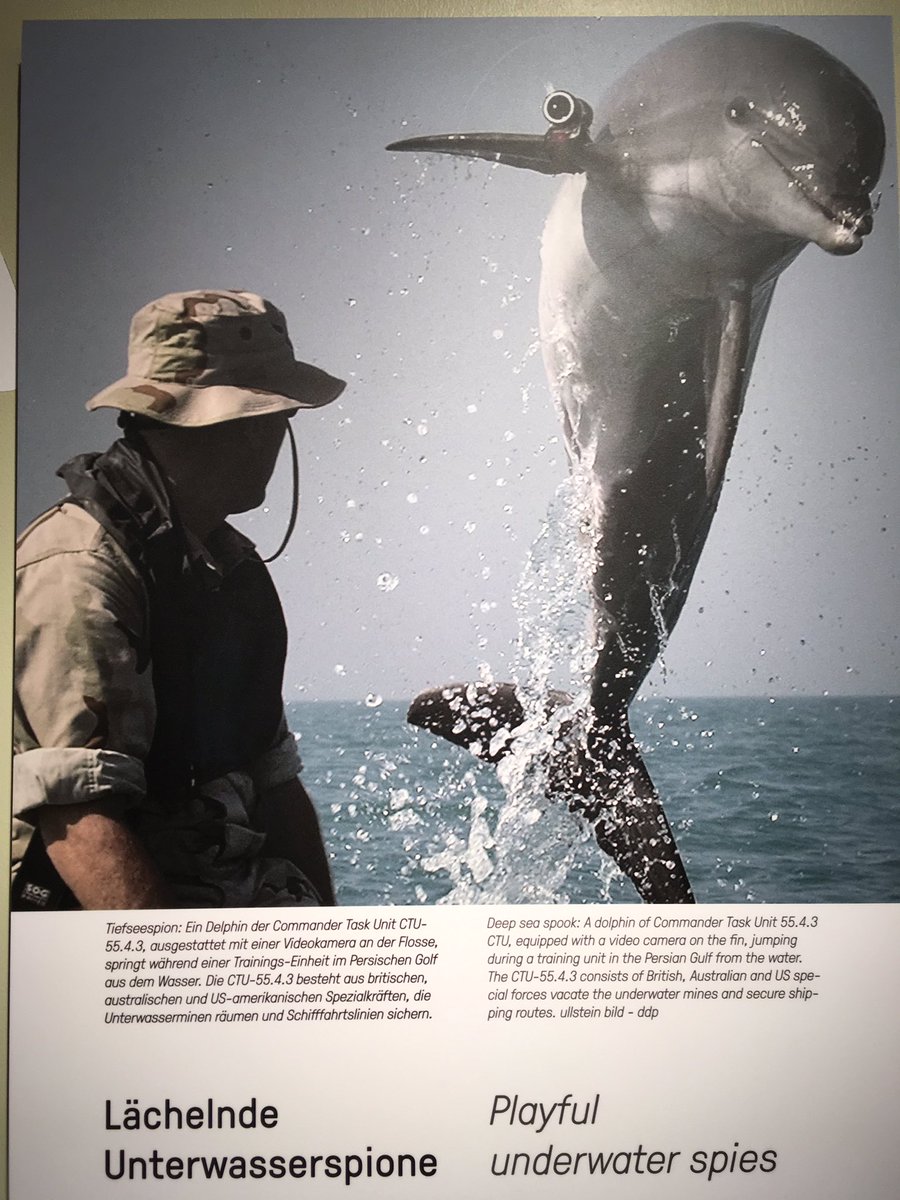 SOG
Tiefseespion: Ein Delphin der Commander Task Unit CTU-
55.4.3, ausgestattet mit einer Videokamera an der Flosse,
springt während einer Trainings-Einheit im Persischen Golf
aus dem Wasser. Die CTU-55.4.3 besteht aus britischen,
australischen und US-amerikanischen Spezialkräften, die
Unterwasserminen räumen und Schifffahrtslinien sichern.
Deep sea spook: A dolphin of Commander Task Unit 55.4.3
CTU, equipped with a video camera on the fin, jumping
during a training unit in the Persian Gulf from the water.
The CTU-55.4.3 consists of British, Australian and US spe-
cial forces vacate the underwater mines and secure ship-
ping routes. ullstein bild - ddp
Lächelnde
Unterwasserspione
Playful
underwater spies